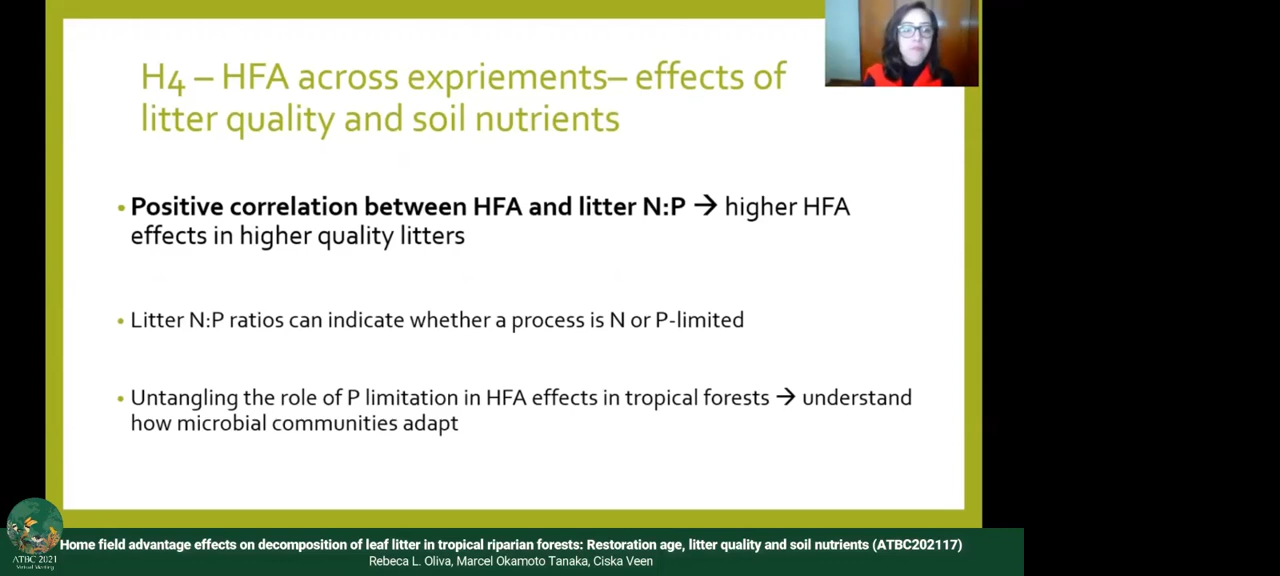 H4 – HFA across expriements– effects of
litter quality and soil nutrients
• Positive correlation between HFA and litter N:P → higher HFA
effects in higher quality litters
• Litter N:P ratios can indicate whether a process is N or P-limited
• Untangling the role of P limitation in HFA effects in tropical forests → understand
how microbial communities adapt
ATBC 2021
Virtual Meeting
Home field advantage effects on decomposition of leaf litter in tropical riparian forests: Restoration age, litter quality and soil nutrients (ATBC202117)
Rebeca L. Oliva, Marcel Okamoto Tanaka, Ciska Veen